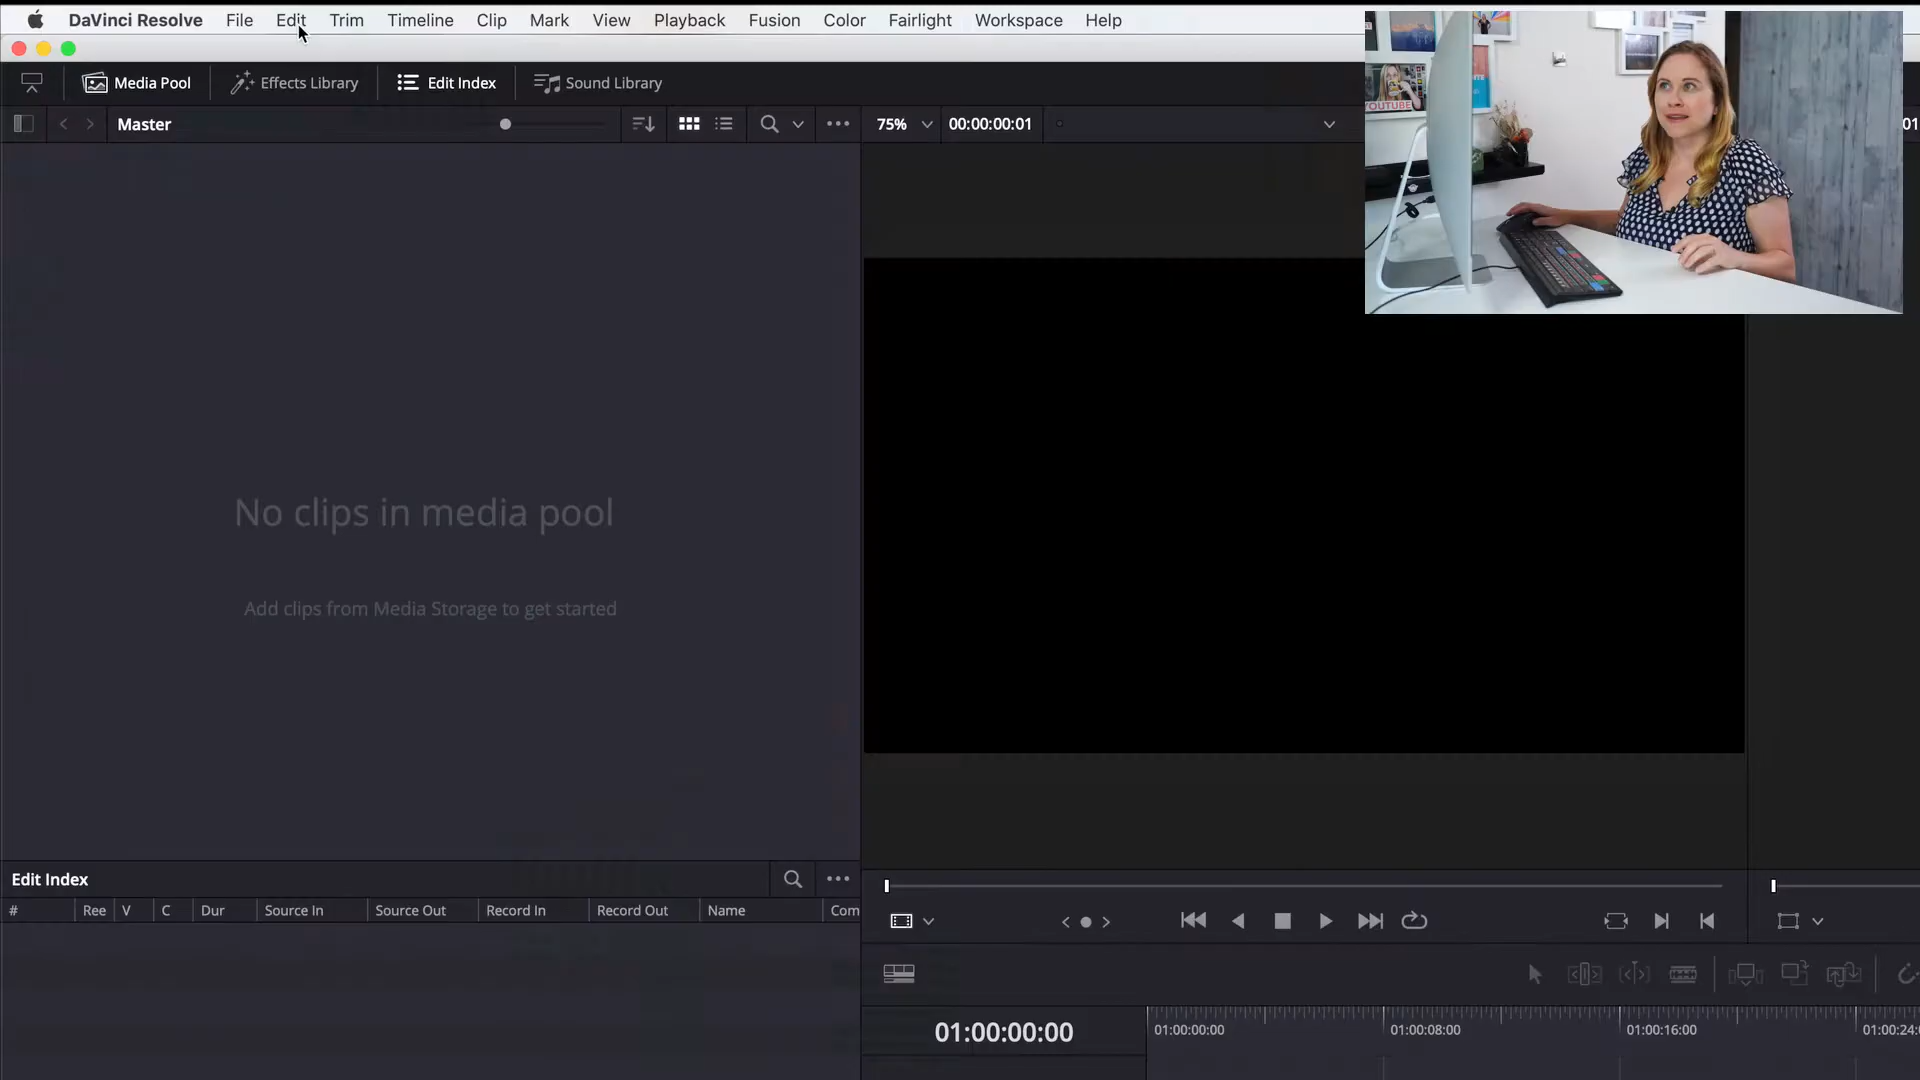 DaVinci Resolve File Edit Trim Timeline Clip Mark View Playback Fusion Color Fairlight Workspace Help
Media Pool Effects Library Edit Index Sound Library
Master 75% 00:00:00:01 01
YOUTUBE
No clips in media pool
Add clips from Media Storage to get started
Edit Index
# Ree V C Dur Source In Source Out Record In Record Out Name Com
01:00:00:00 01:00:00:00 01:00:08:00 01:00:16:00 01:00:24: